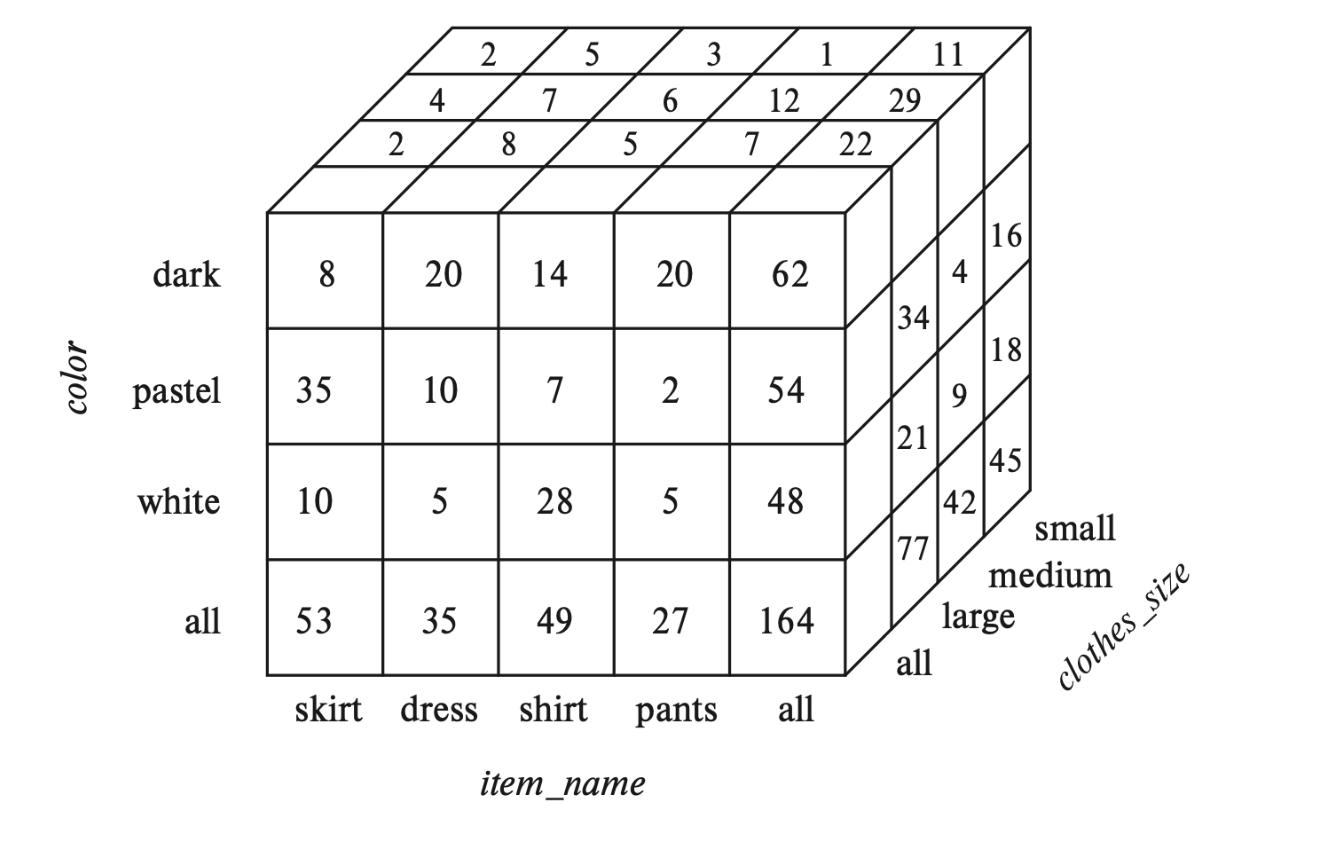 2 5 3 1 11
4 7 6 12 29
2 8 5 7 22
dark 8 20 14 20 62
pastel 35 10 7 2 54
white 10 5 28 5 48
all 53 35 49 27 164
color
16
4
34
18
9
21
45
42
77
small
medium
large
all
clothes_size
skirt dress shirt pants all
item_name